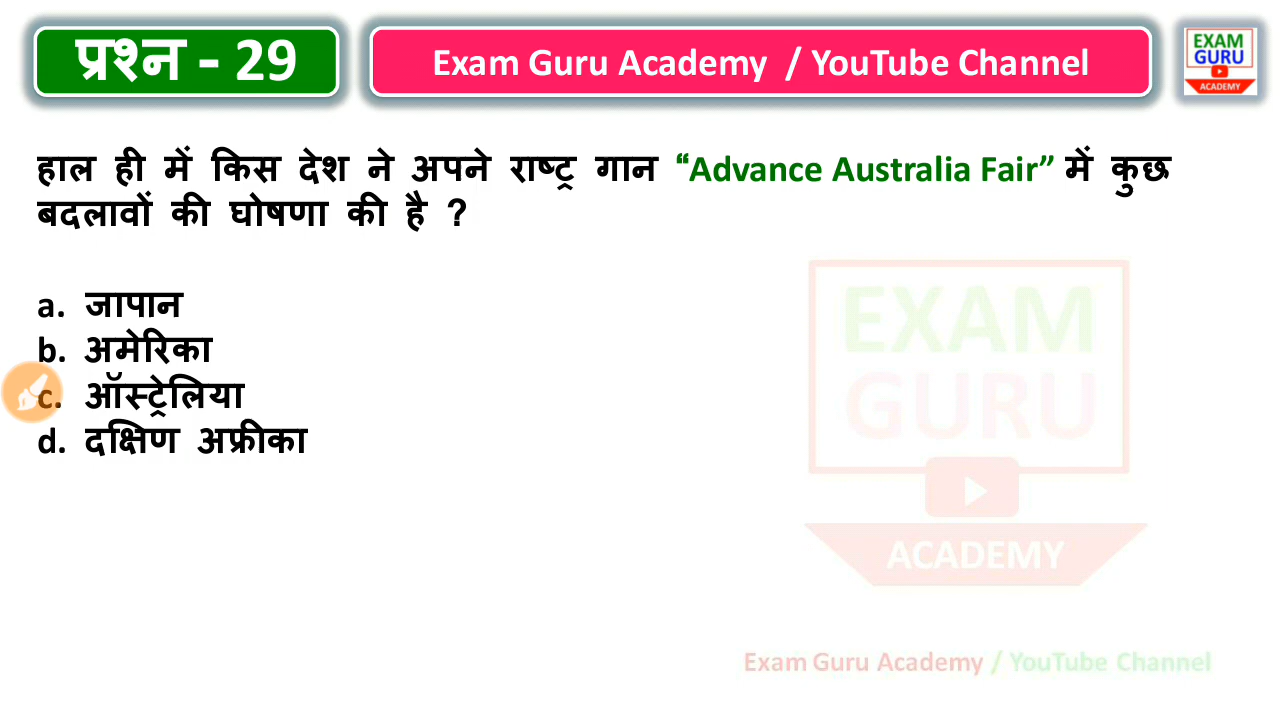 प्रश्न - 29
Exam Guru Academy / YouTube Channel
EXAM
GURU
ACADEMY
हाल ही में किस देश ने अपने राष्ट्र गान “Advance Australia Fair” में कुछ
बदलावों की घोषणा की है ?
a. जापान
b. अमेरिका
c. ऑस्ट्रेलिया
d. दक्षिण अफ्रीका
EXAM
GURU
ACADEMY
Exam Guru Academy / YouTube Channel